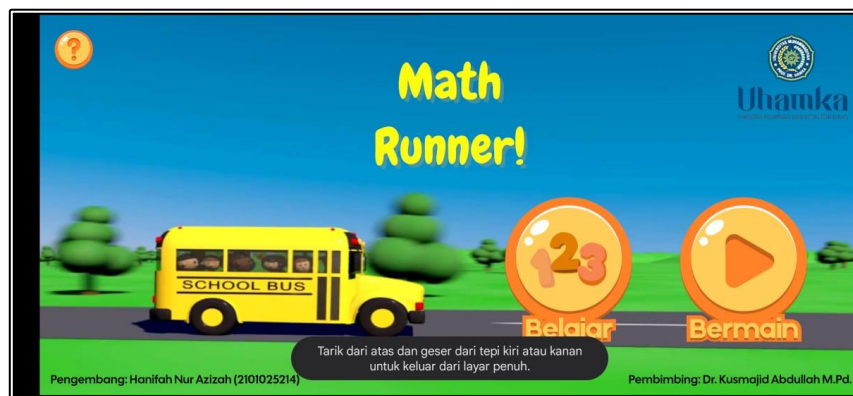 ?
Math
Runner!
Uhamka
SCHOOL BUS
123
Belajar
Bermain
Tarik dari atas dan geser dari tepi kiri atau kanan
untuk keluar dari layar penuh.
Pengembang: Hanifah Nur Azizah (2101025214)
Pembimbing: Dr. Kusmajid Abdullah M.Pd.